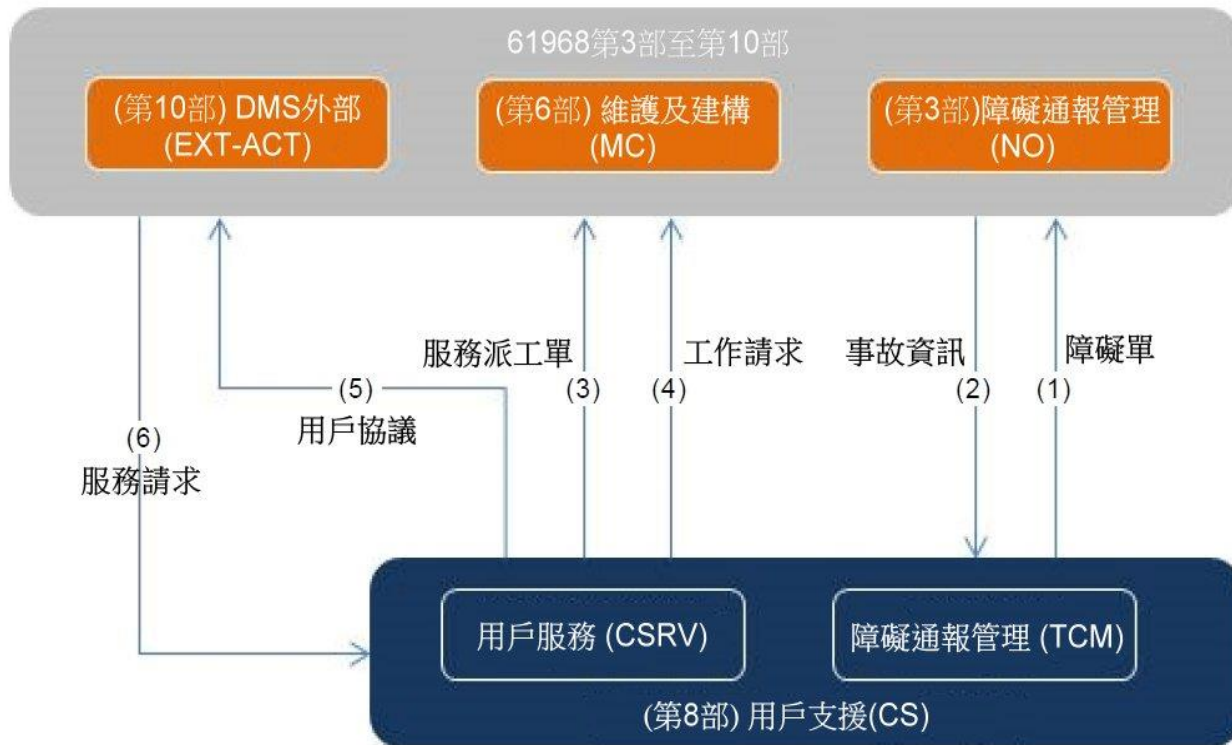 61968第3部至第10部
(第10部) DMS外部
(EXT-ACT)
(第6部) 維護及建構
(MC)
(第3部)障礙通報管理
(NO)
服務派工單
工作請求
事故資訊
障礙單
(5)
(3)
(4)
(2)
(1)
用戶協議
(6)
服務請求
用戶服務 (CSRV)
障礙通報管理 (TCM)
(第8部) 用戶支援(CS)